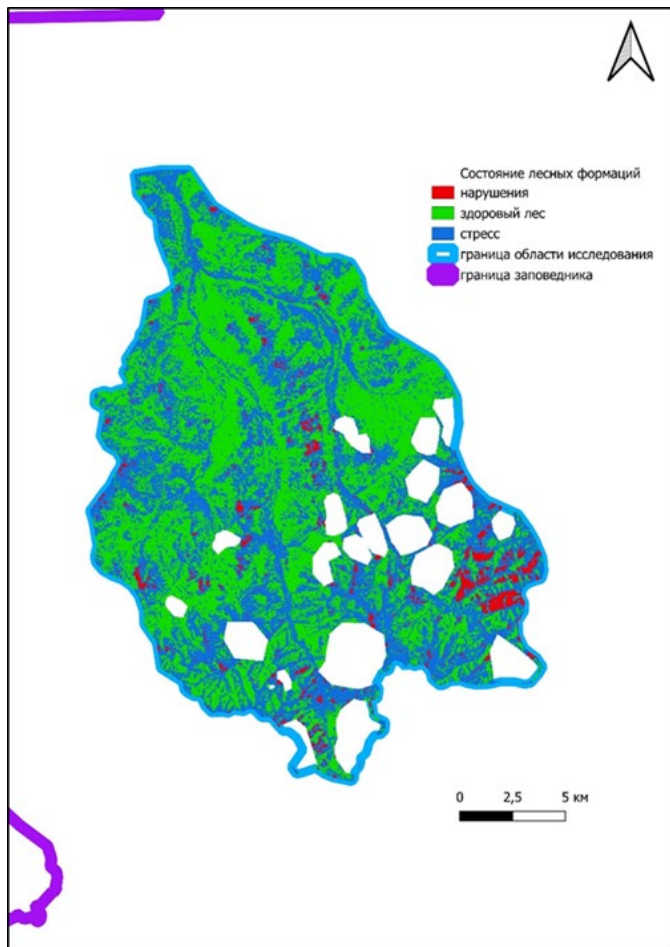 Состояние лесных формаций
нарушения
здоровый лес
стресс
граница области исследования
граница заповедника
0 2,5 5 км